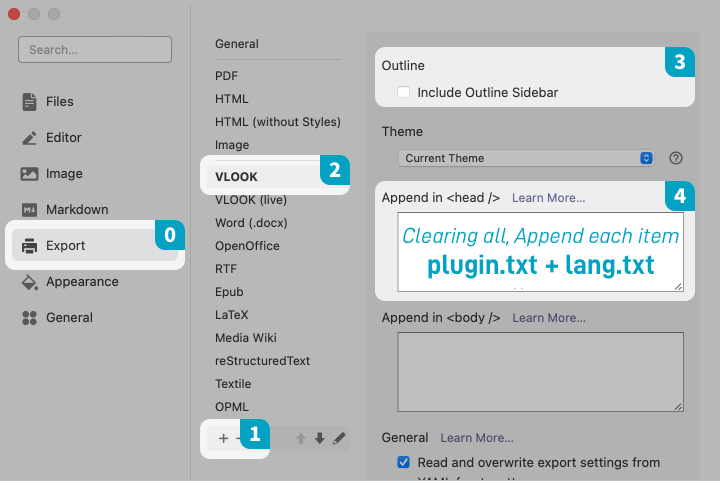 Search...
Files
Editor
Image
Markdown
Export
0
Appearance
General
General
PDF
HTML
HTML (without Styles)
Image
VLOOK
2
VLOOK (live)
Word (.docx)
OpenOffice
RTF
Epub
LaTeX
Media Wiki
reStructuredText
Textile
OPML
+
1
Outline
3
Include Outline Sidebar
Theme
Current Theme
?
Append in <head /> Learn More...
4
Clearing all, Append each item
plugin.txt + lang.txt
Append in <body /> Learn More...
General Learn More...
Read and overwrite export settings from